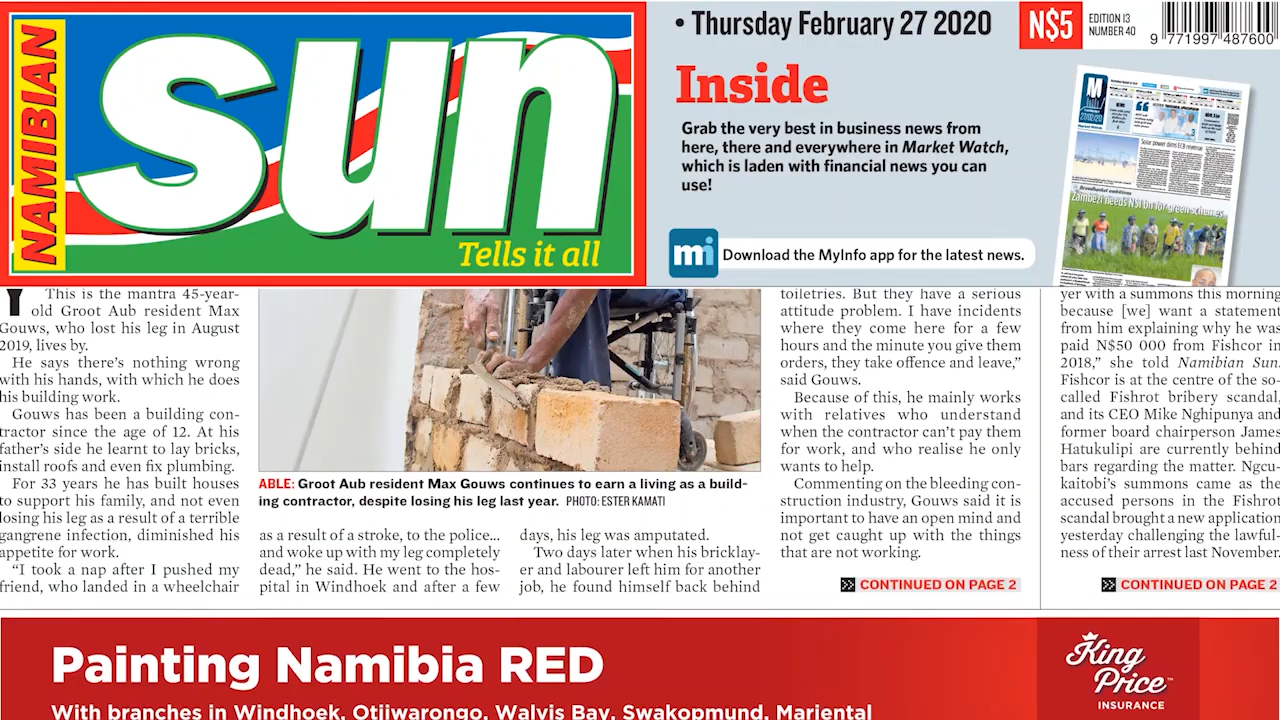 NAMIBIAN
sun
Tells it all
• Thursday February 27 2020
N$5
EDITION 13
NUMBER 40
9 771997 487600
Inside
Grab the very best in business news from
here, there and everywhere in Market Watch,
which is laden with financial news you can
use!
mi
Download the MyInfo app for the latest news.
M
Solar power dims ECB revenue
Broadbudget ambitions
Zambezi needs N$1bn for green schemes
Y
This is the mantra 45-year-
old Groot Aub resident Max
Gouws, who lost his leg in August
2019, lives by.
He says there's nothing wrong
with his hands, with which he does
his building work.
Gouws has been a building con-
tractor since the age of 12. At his
father's side he learnt to lay bricks,
install roofs and even fix plumbing.
For 33 years he has built houses
to support his family, and not even
losing his leg as a result of a terrible
gangrene infection, diminished his
appetite for work.
"I took a nap after I pushed my
friend, who landed in a wheelchair
ABLE: Groot Aub resident Max Gouws continues to earn a living as a build-
ing contractor, despite losing his leg last year. PHOTO: ESTER KAMATI
as a result of a stroke, to the police...
and woke up with my leg completely
dead," he said. He went to the hos-
pital in Windhoek and after a few
days, his leg was amputated.
Two days later when his bricklay-
er and labourer left him for another
job, he found himself back behind
toiletries. But they have a serious
attitude problem. I have incidents
where they come here for a few
hours and the minute you give them
orders, they take offence and leave,"
said Gouws.
Because of this, he mainly works
with relatives who understand
when the contractor can't pay them
for work, and who realise he only
wants to help.
Commenting on the bleeding con-
struction industry, Gouws said it is
important to have an open mind and
not get caught up with the things
that are not working.
CONTINUED ON PAGE 2
yer with a summons this morning
because [we] want a statement
from him explaining why he was
paid N$50 000 from Fishcor in
2018," she told Namibian Sun.
Fishcor is at the centre of the so-
called Fishrot bribery scandal,
and its CEO Mike Nghipunya and
former board chairperson James
Hatukulipi are currently behind
bars regarding the matter. Ngcu-
kaitobi's summons came as the
accused persons in the Fishrot
scandal brought a new application
yesterday challenging the lawful-
ness of their arrest last November.
CONTINUED ON PAGE 2
Painting Namibia RED
With branches in Windhoek, Otjiwarongo, Walvis Bay, Swakopmund, Mariental
King
Price™
INSURANCE